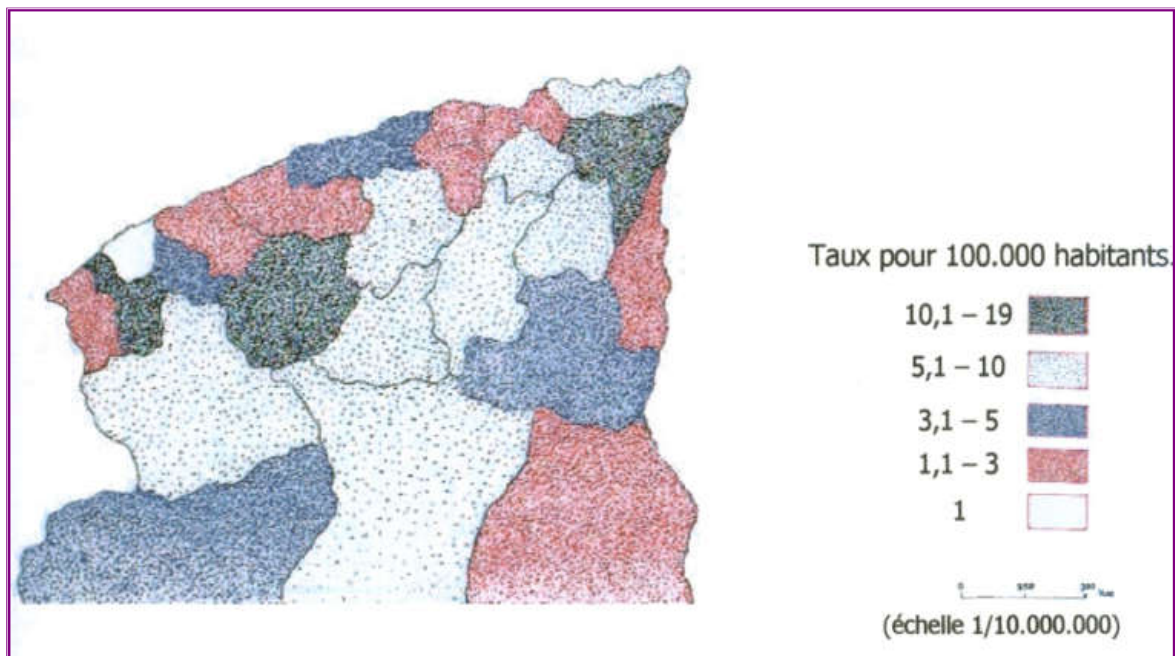 Taux pour 100.000 habitants.
10,1 – 19
5,1 – 10
3,1 – 5
1,1 – 3
1
0
(échelle 1/10.000.000)